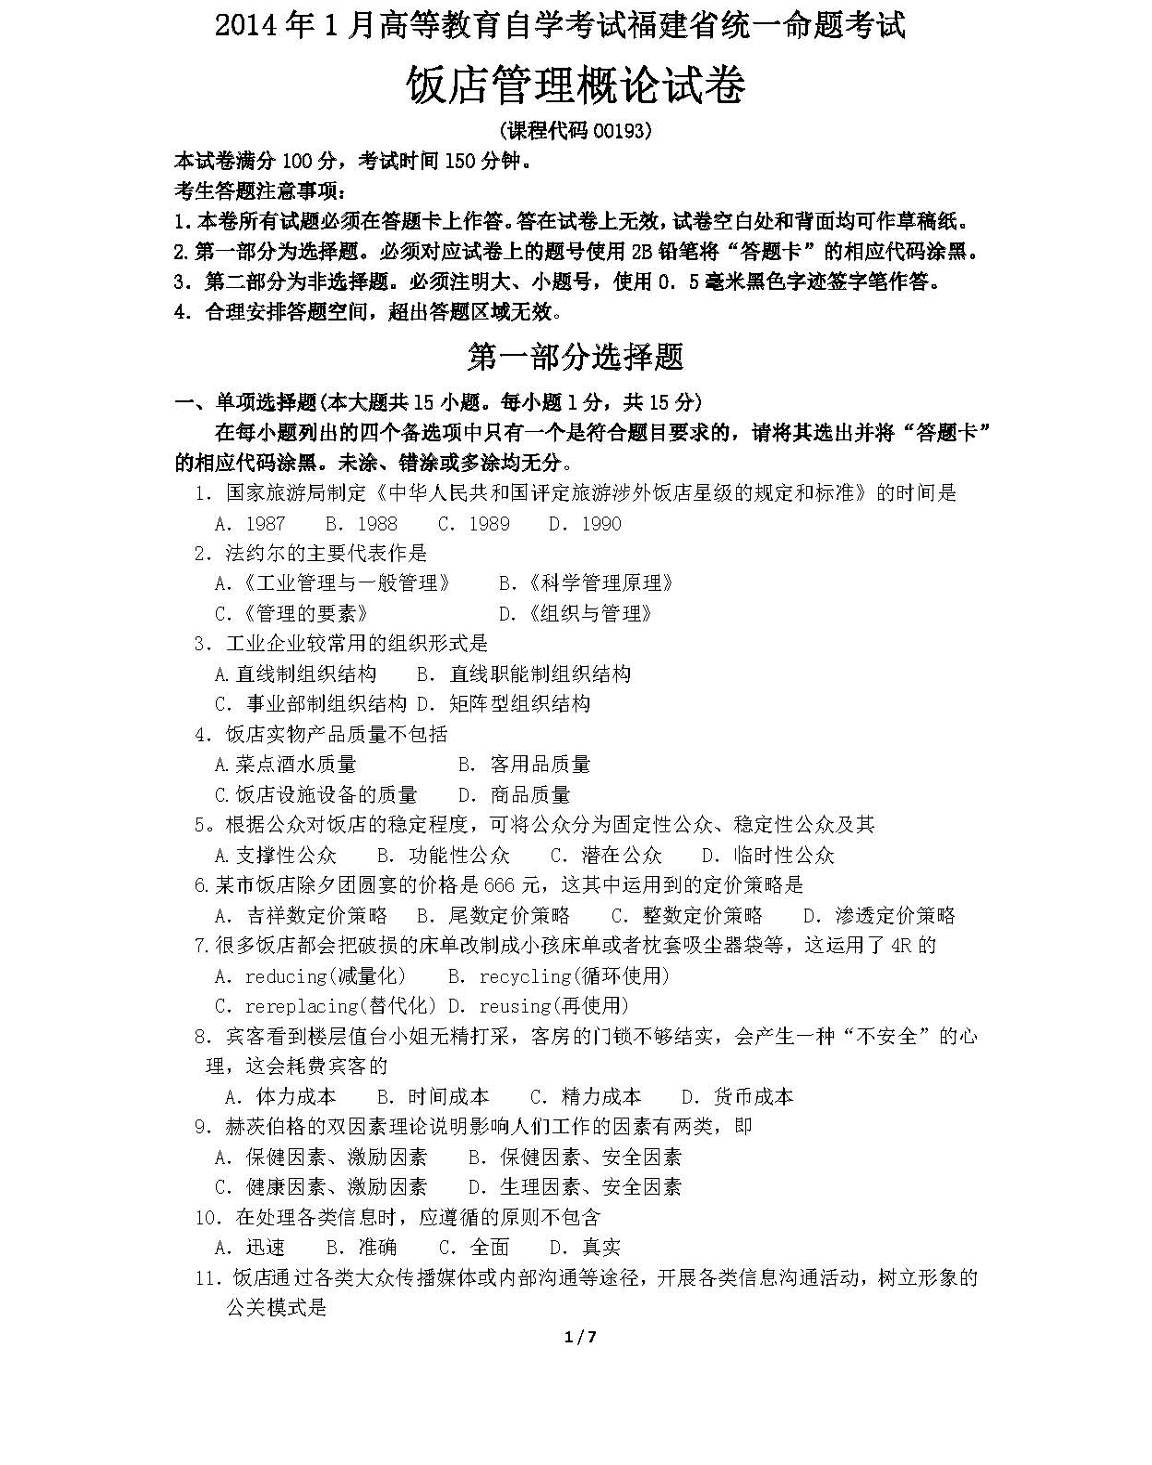 2014 年 1 月高等教育自学考试福建省统一命题考试
饭店管理概论试卷
(课程代码 00193)
本试卷满分 100 分，考试时间 150 分钟。
考生答题注意事项：
1. 本卷所有试题必须在答题卡上作答。答在试卷上无效，试卷空白处和背面均可作草稿纸。
2. 第一部分为选择题。必须对应试卷上的题号使用 2B 铅笔将“答题卡”的相应代码涂黑。
3．第二部分为非选择题。必须注明大、小题号，使用 0．5 毫米黑色字迹签字笔作答。
4．合理安排答题空间，超出答题区域无效。
第一部分选择题
一、单项选择题(本大题共 15 小题。每小题 1 分，共 15 分)
在每小题列出的四个备选项中只有一个是符合题目要求的，请将其选出并将“答题卡”
的相应代码涂黑。未涂、错涂或多涂均无分。
1．国家旅游局制定《中华人民共和国评定旅游涉外饭店星级的规定和标准》的时间是
A．1987 B．1988 C．1989 D．1990
2．法约尔的主要代表作是
A．《工业管理与一般管理》 B．《科学管理原理》
C．《管理的要素》 D．《组织与管理》
3．工业企业较常用的组织形式是
A. 直线制组织结构 B．直线职能制组织结构
C．事业部制组织结构 D．矩阵型组织结构
4．饭店实物产品质量不包括
A. 菜点酒水质量 B．客用品质量
C. 饭店设施设备的质量 D．商品质量
5。根据公众对饭店的稳定程度，可将公众分为固定性公众、稳定性公众及其
A. 支撑性公众 B．功能性公众 C．潜在公众 D．临时性公众
6. 某市饭店除夕团圆宴的价格是 666 元，这其中运用到的定价策略是
A．吉祥数定价策略 B．尾数定价策略 C．整数定价策略 D．渗透定价策略
7. 很多饭店都会把破损的床单改制成小孩床单或者枕套吸尘器袋等，这运用了 4R 的
A．reducing(减量化) B．recycling(循环使用)
C．rereplacing(替代化) D．reusing(再使用)
8．宾客看到楼层值台小姐无精打采，客房的门锁不够结实，会产生一种“不安全”的心
理，这会耗费宾客的
A．体力成本 B．时间成本 C．精力成本 D．货币成本
9．赫茨伯格的双因素理论说明影响人们工作的因素有两类，即
A．保健因素、激励因素 B．保健因素、安全因素
C．健康因素、激励因素 D．生理因素、安全因素
10．在处理各类信息时，应遵循的原则不包含
A．迅速 B．准确 C．全面 D．真实
11．饭店通过各类大众传播媒体或内部沟通等途径，开展各类信息沟通活动，树立形象的
公关模式是
1 / 7